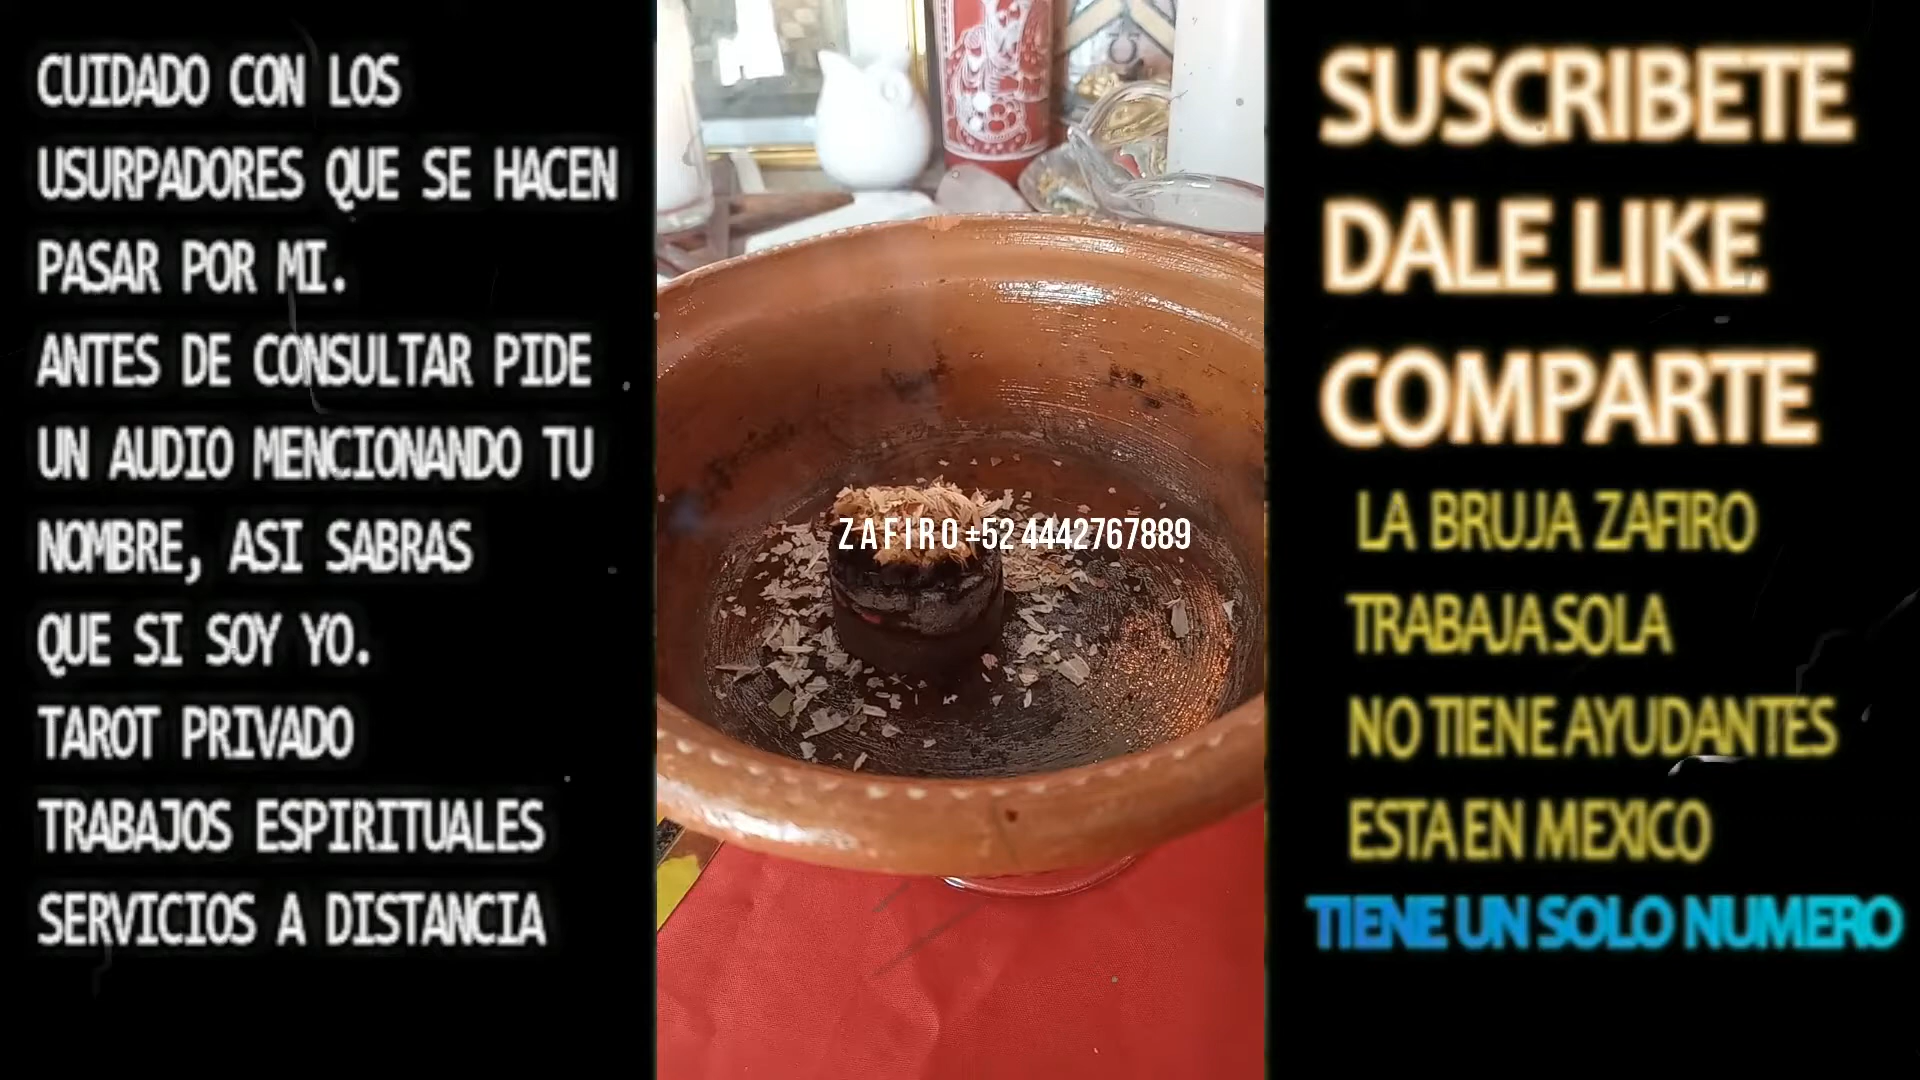 CUIDADO CON LOS
USURPADORES QUE SE HACEN
PASAR POR MI.
ANTES DE CONSULTAR PIDE
UN AUDIO MENCIONANDO TU
NOMBRE, ASI SABRAS
QUE SI SOY YO.
TAROT PRIVADO
TRABAJOS ESPIRITUALES
SERVICIOS A DISTANCIA
ZAFIRO +52 4442767889
SUSCRIBETE
DALE LIKE
COMPARTE
LA BRUJA ZAFIRO
TRABAJA SOLA
NO TIENE AYUDANTES
ESTA EN MEXICO
TIENE UN SOLO NUMERO